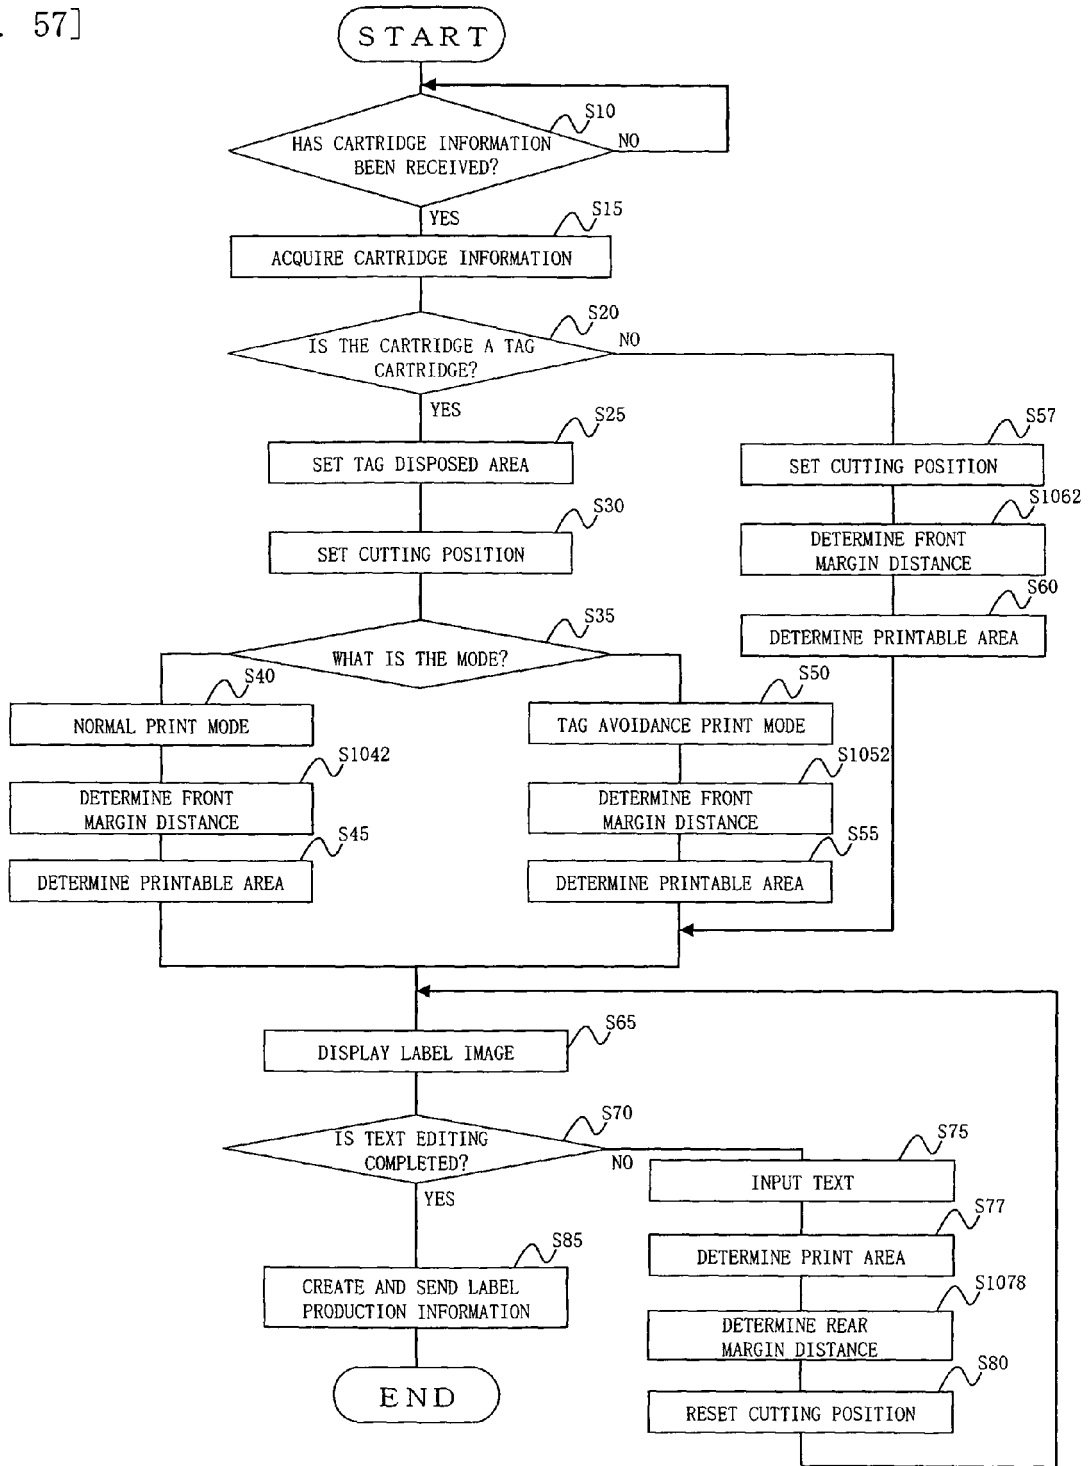 . 57]
START
S10
HAS CARTRIDGE INFORMATION
BEEN RECEIVED?
NO
YES
S15
ACQUIRE CARTRIDGE INFORMATION
S20
IS THE CARTRIDGE A TAG
CARTRIDGE?
NO
YES
S25
SET TAG DISPOSED AREA
S57
SET CUTTING POSITION
S30
SET CUTTING POSITION
S1062
DETERMINE FRONT
MARGIN DISTANCE
S60
DETERMINE PRINTABLE AREA
S35
WHAT IS THE MODE?
S40
NORMAL PRINT MODE
S50
TAG AVOIDANCE PRINT MODE
S1042
DETERMINE FRONT
MARGIN DISTANCE
S1052
DETERMINE FRONT
MARGIN DISTANCE
S45
DETERMINE PRINTABLE AREA
S55
DETERMINE PRINTABLE AREA
S65
DISPLAY LABEL IMAGE
S70
IS TEXT EDITING
COMPLETED?
NO
YES
S75
INPUT TEXT
S77
DETERMINE PRINT AREA
S85
CREATE AND SEND LABEL
PRODUCTION INFORMATION
S1078
DETERMINE REAR
MARGIN DISTANCE
S80
RESET CUTTING POSITION
END